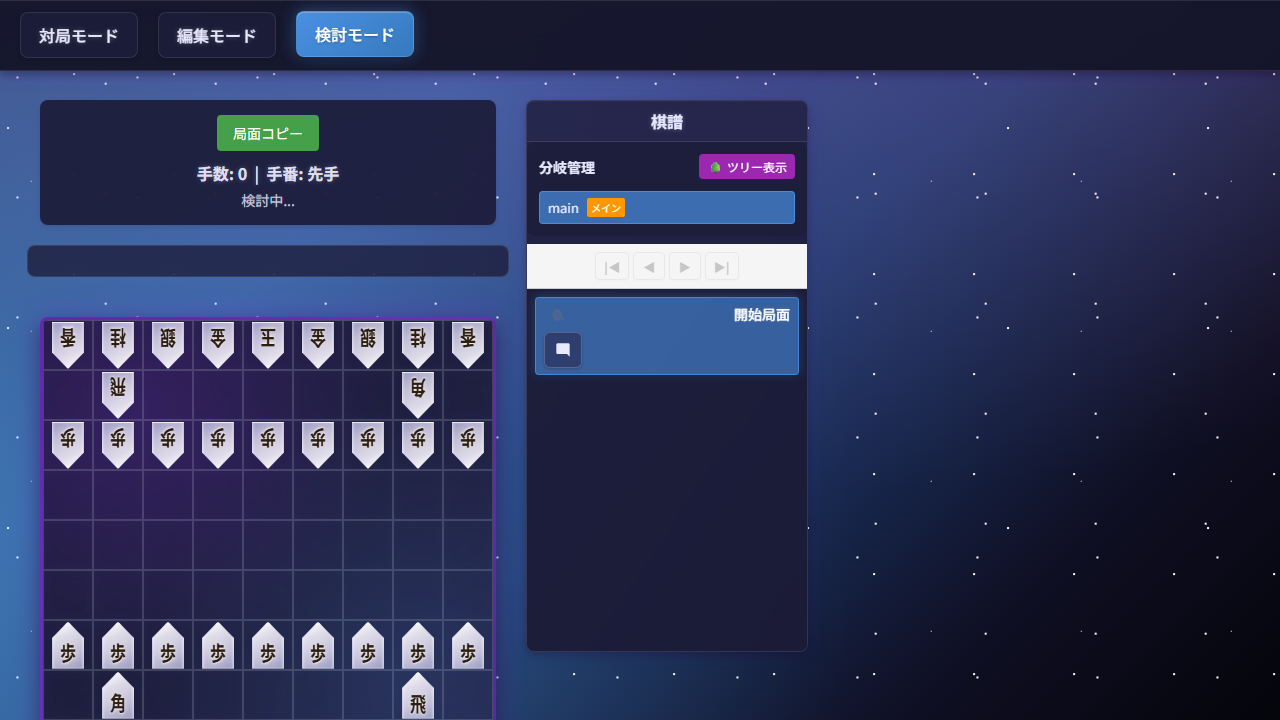 対局モード
編集モード
検討モード
局面コピー
手数: 0 | 手番: 先手
検討中...
棋譜
分岐管理
ツリー表示
main メイン
開始局面
香 桂 銀 金 王 金 銀 桂 香
飛 角
歩 歩 歩 歩 歩 歩 歩 歩 歩
歩 歩 歩 歩 歩 歩 歩 歩 歩
角 飛